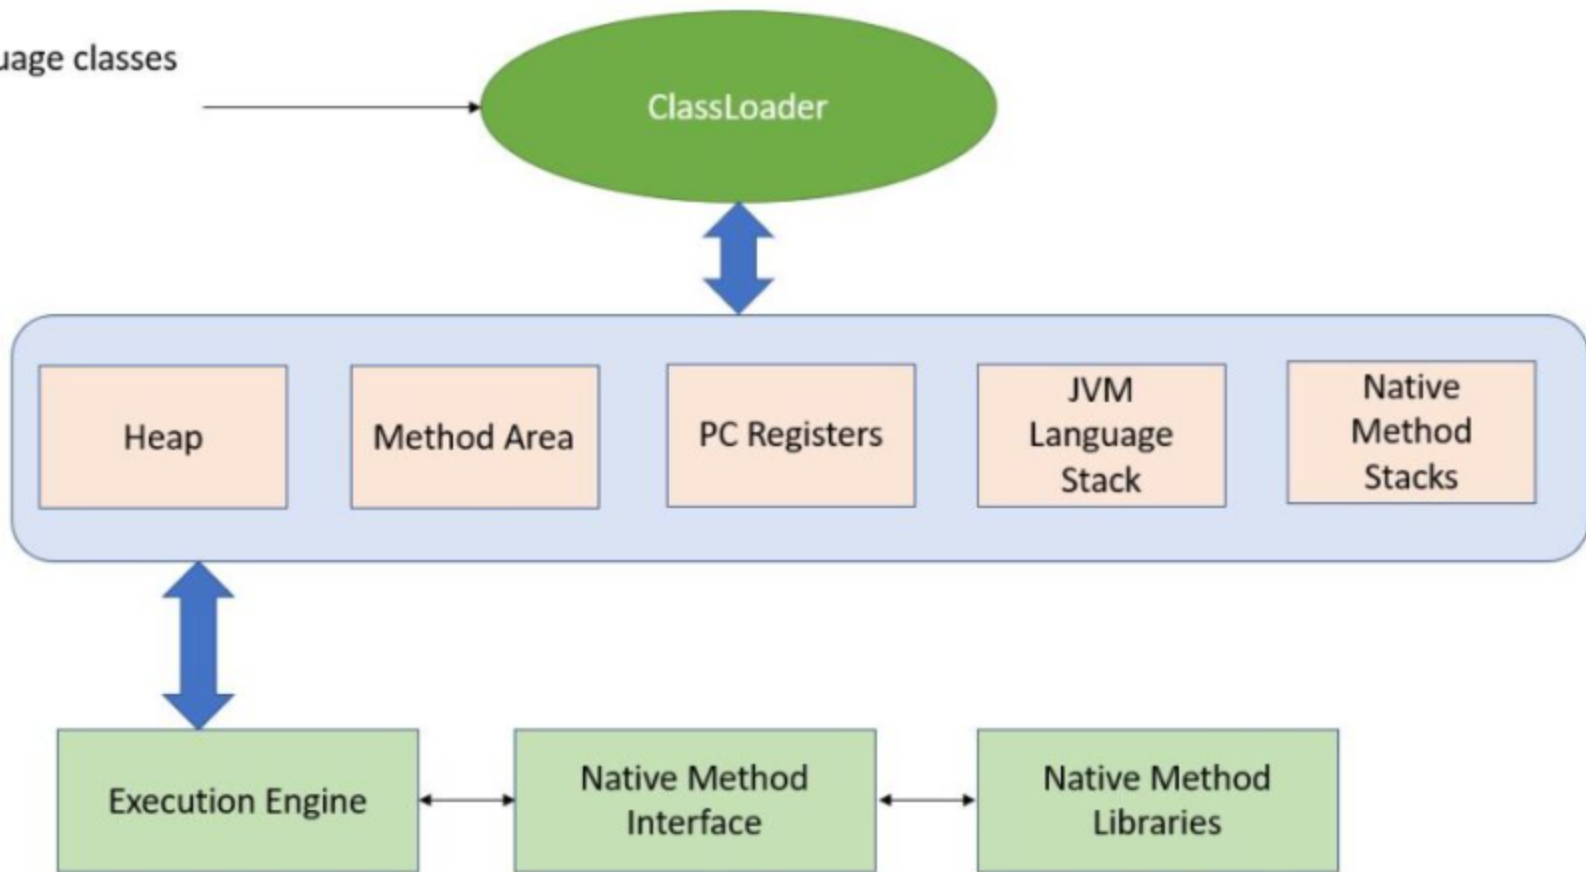 classes
ClassLoader
Heap
Method Area
PC Registers
JVM
Language
Stack
Native
Method
Stacks
Execution Engine
Native Method
Interface
Native Method
Libraries